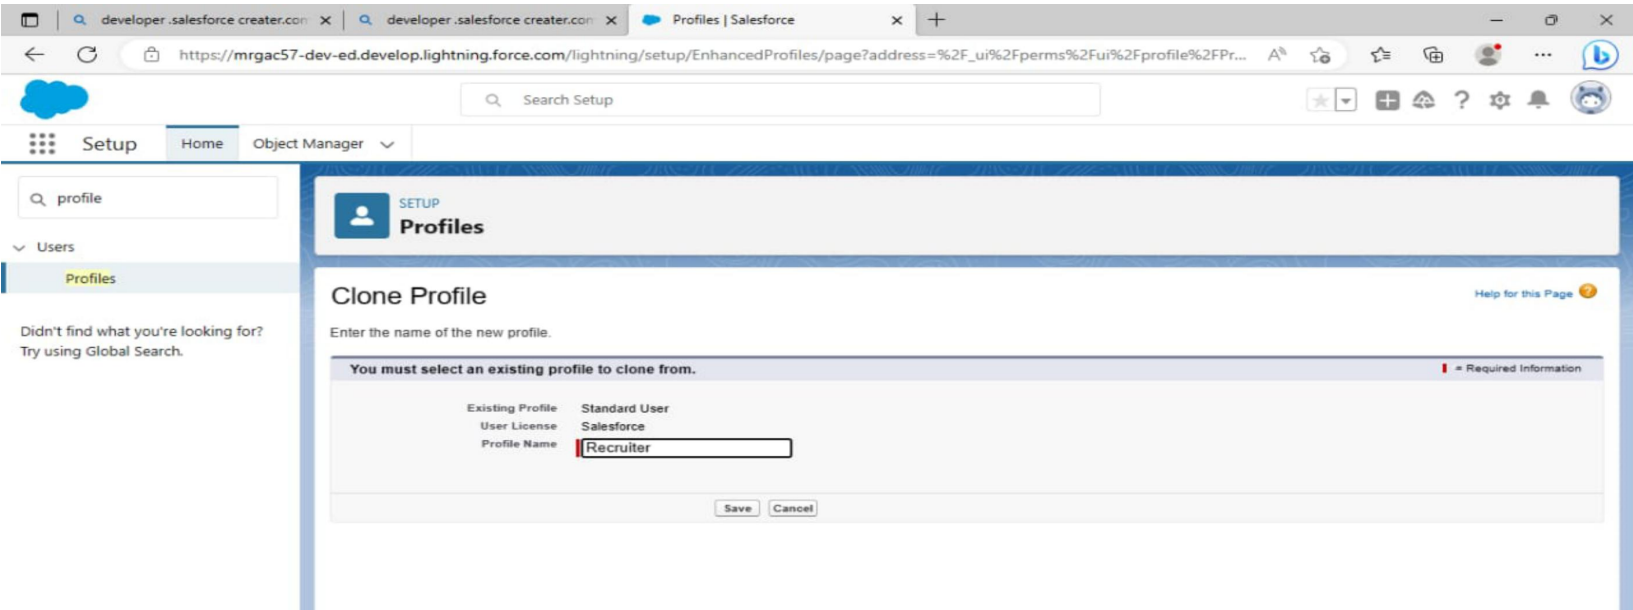 developer .salesforce creater.com
developer .salesforce creater.com
Profiles | Salesforce
https://mrgac57-dev-ed.develop.lightning.force.com/lightning/setup/EnhancedProfiles/page?address=%2F_ui%2Fperms%2Fui%2Fprofile%2FPr...
Search Setup
Setup
Home
Object Manager
profile
Users
Profiles
Didn't find what you're looking for?
Try using Global Search.
SETUP
Profiles
Clone Profile
Help for this Page
Enter the name of the new profile.
You must select an existing profile to clone from.
= Required Information
Existing Profile Standard User
User License Salesforce
Profile Name Recruiter
Save Cancel